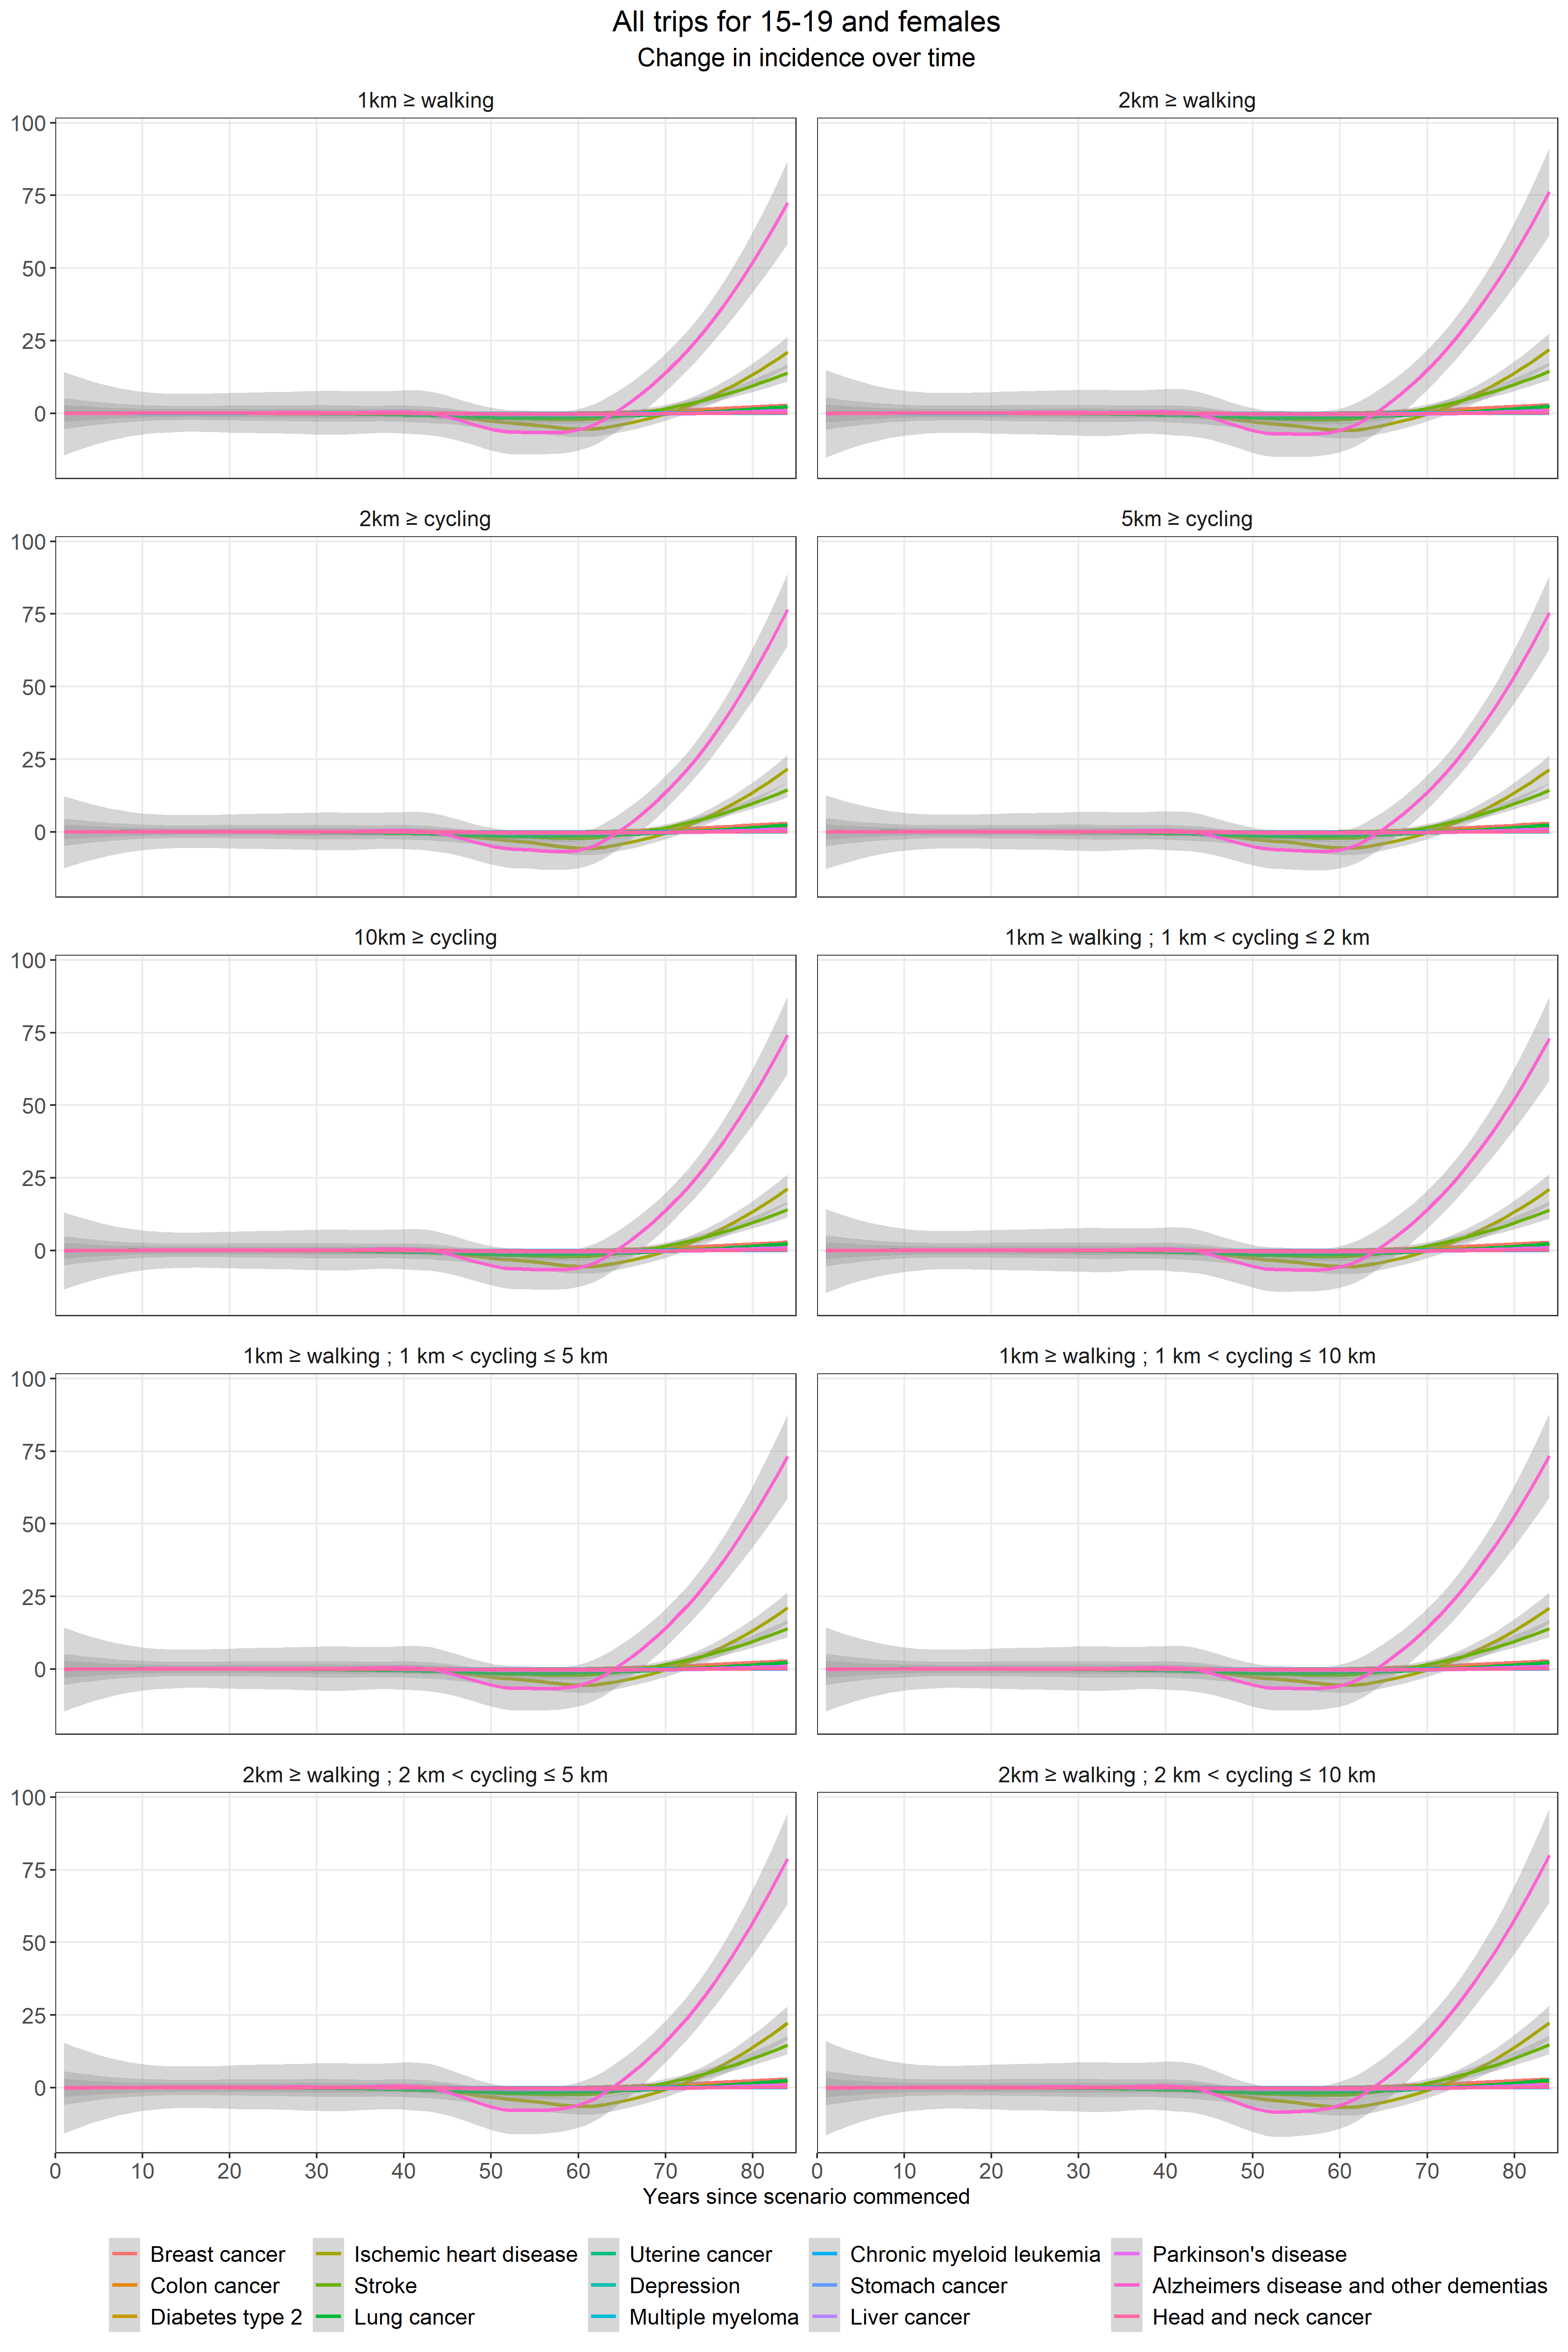 All trips for 15-19 and females
Change in incidence over time
1km ≥ walking
2km ≥ walking
100
75
50
25
0
2km ≥ cycling
5km ≥ cycling
100
75
50
25
0
10km ≥ cycling
1km ≥ walking ; 1 km < cycling ≤ 2 km
100
75
50
25
0
1km ≥ walking ; 1 km < cycling ≤ 5 km
1km ≥ walking ; 1 km < cycling ≤ 10 km
100
75
50
25
0
2km ≥ walking ; 2 km < cycling ≤ 5 km
2km ≥ walking ; 2 km < cycling ≤ 10 km
100
75
50
25
0
0 10 20 30 40 50 60 70 80
0 10 20 30 40 50 60 70 80
Years since scenario commenced
Breast cancer
Colon cancer
Diabetes type 2
Ischemic heart disease
Stroke
Lung cancer
Uterine cancer
Depression
Multiple myeloma
Chronic myeloid leukemia
Stomach cancer
Liver cancer
Parkinson's disease
Alzheimers disease and other dementias
Head and neck cancer